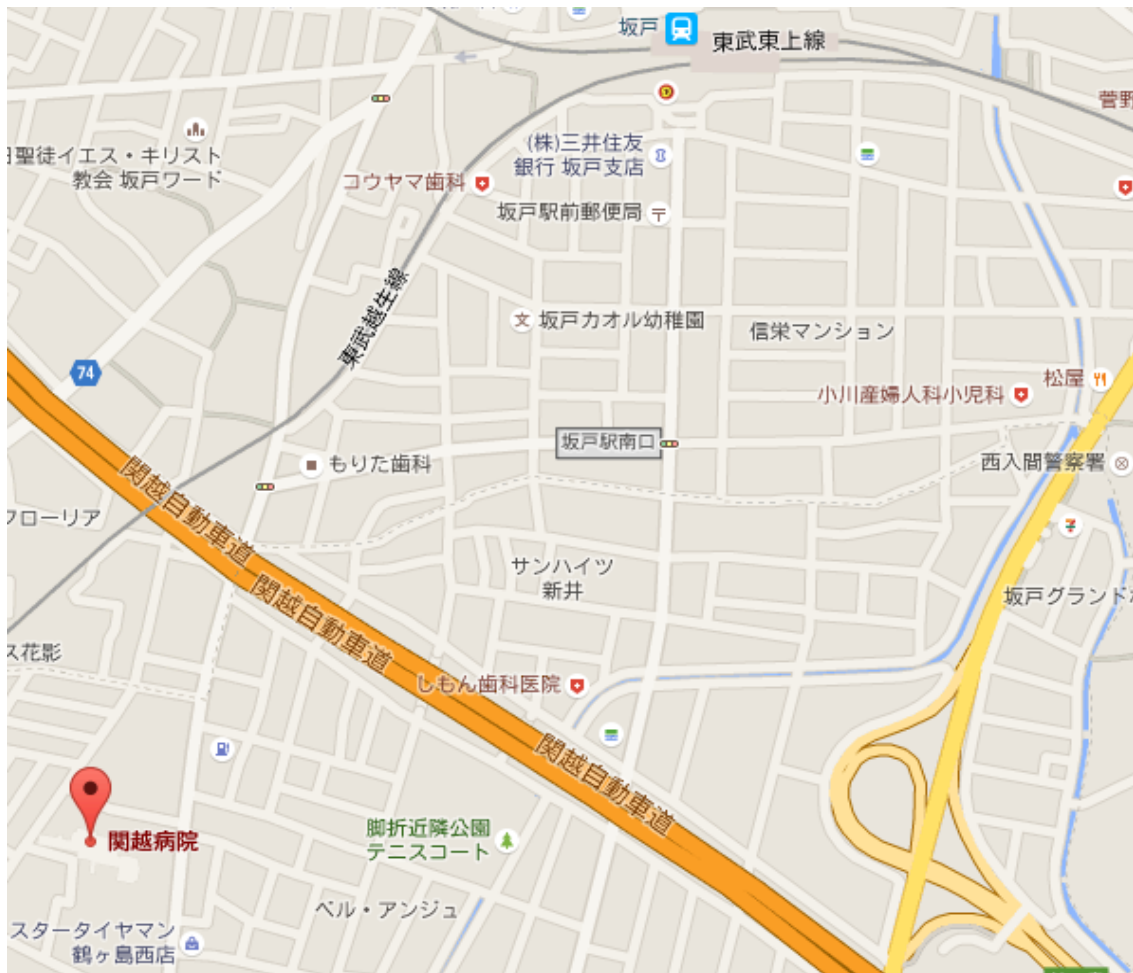 坂戸
東武東上線
菅野
(株)三井住友
銀行 坂戸支店
日聖徒イエス・キリスト
教会 坂戸ワード
コウヤマ歯科
坂戸駅前郵便局
東武越生線
坂戸カオル幼稚園
信栄マンション
74
松屋
小川産婦人科小児科
坂戸駅南口
もりた歯科
西入間警察署
関越自動車道
フローリア
サンハイツ
新井
関越自動車道
坂戸グランドホ
ス花影
しもん歯科医院
関越自動車道
脚折近隣公園
テニスコート
関越病院
ベル・アンジュ
スタータイヤマン
鶴ヶ島西店